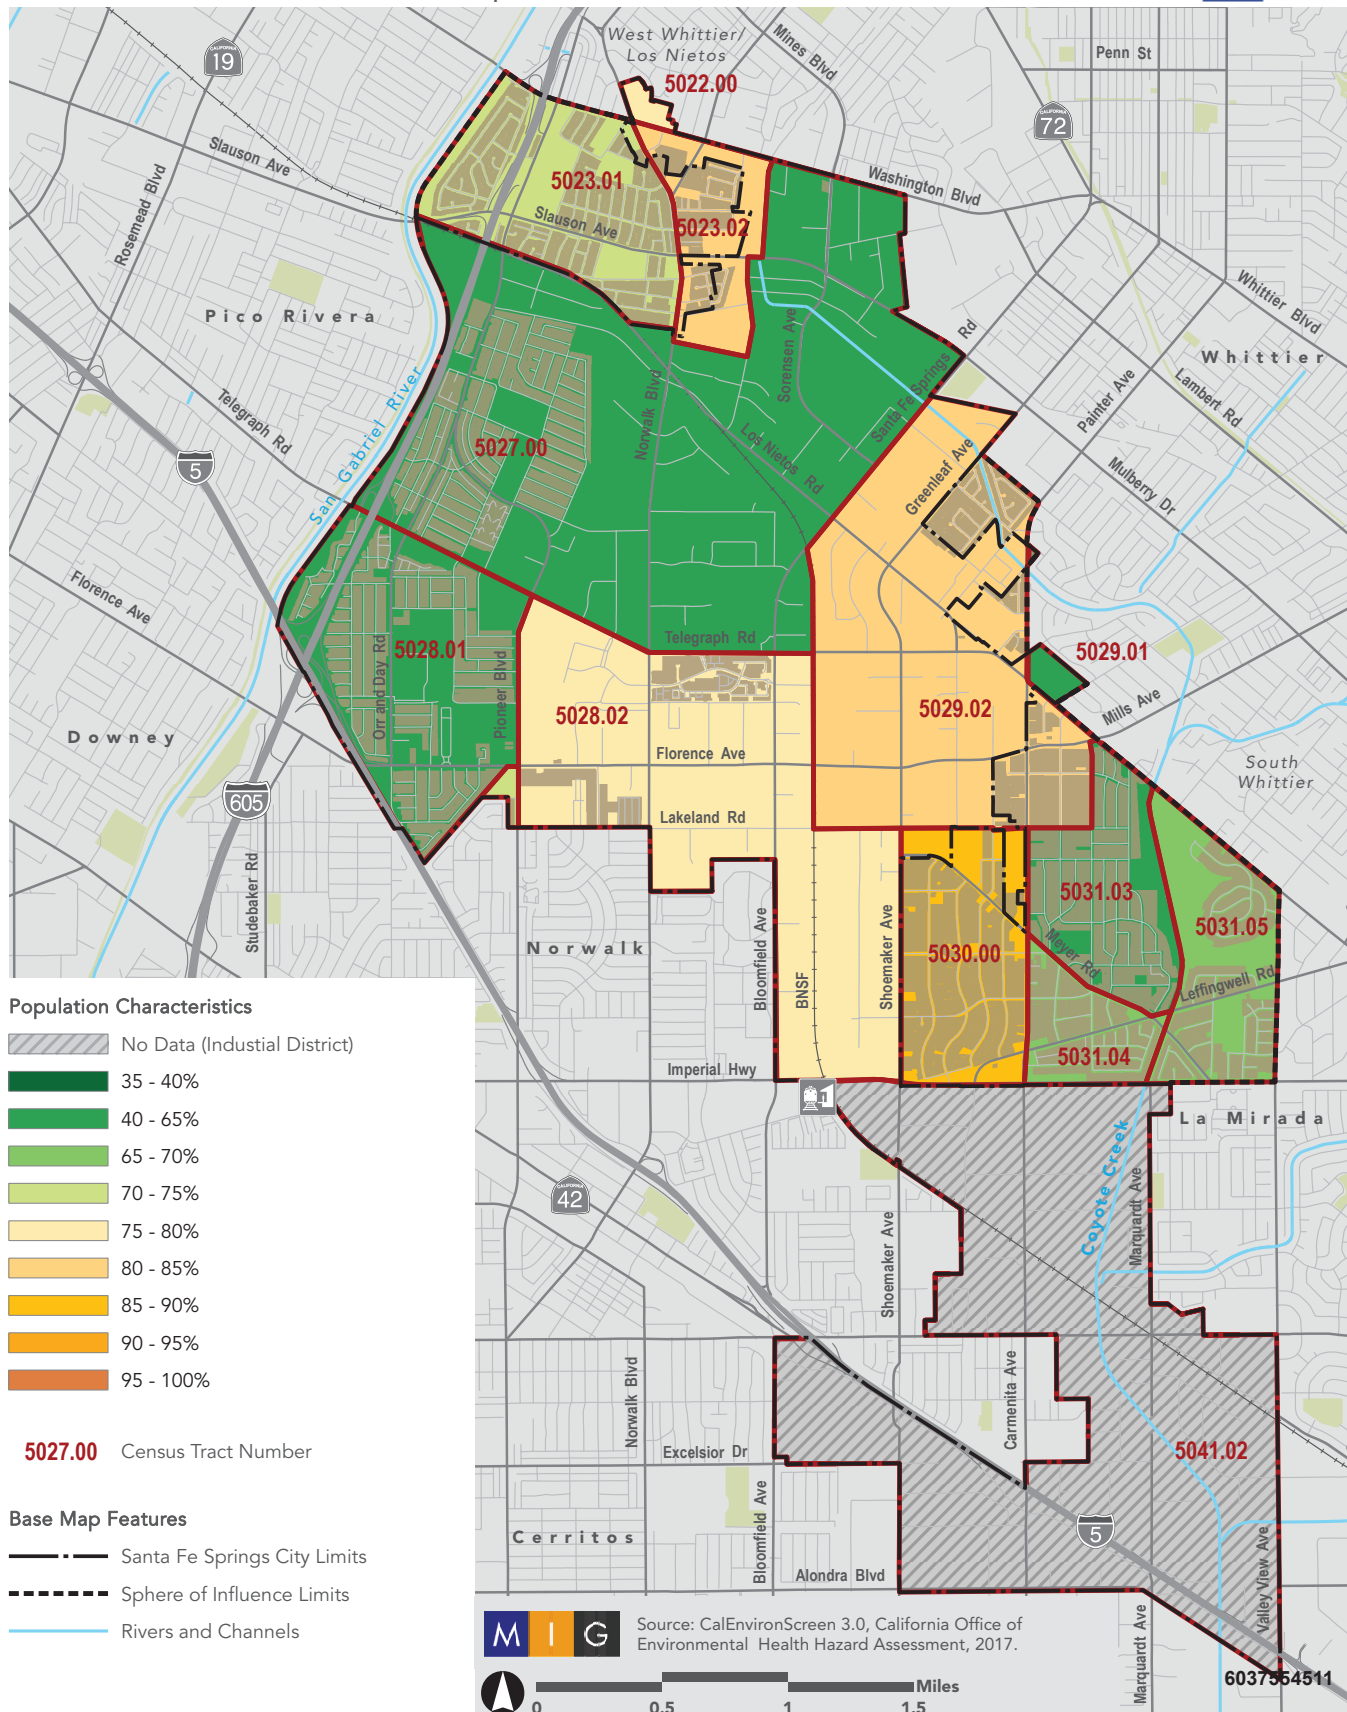 West Whittier/
Los Nietos
5022.00
Mines Blvd
Penn St
CALIFORNIA
19
CALIFORNIA
72
Slauson Ave
Rosemead Blvd
5023.01
Slauson Ave
5023.02
Washington Blvd
Whittier Blvd
Whittier
Pico Rivera
Sorensen Ave
Santa Fe Springs Rd
Painter Ave
Lambert Rd
Telegraph Rd
San Gabriel River
5
5027.00
Norwalk Blvd
Los Nietos Rd
Greenleaf Ave
Mulberry Dr
Florence Ave
Orr and Day Rd
5028.01
Pioneer Blvd
Telegraph Rd
5029.01
5028.02
5029.02
Mills Ave
Downey
Florence Ave
South
Whittier
605
Lakeland Rd
Studebaker Rd
Norwalk
Bloomfield Ave
BNSF
Shoemaker Ave
5030.00
5031.03
5031.05
Meyer Rd
Leffingwell Rd
5031.04
Imperial Hwy
La Mirada
Coyote Creek
Marquardt Ave
CALIFORNIA
42
Shoemaker Ave
Norwalk Blvd
Carmenita Ave
Excelsior Dr
5041.02
Bloomfield Ave
Cerritos
5
Alondra Blvd
Valley View Ave
Marquardt Ave
6037554511
Population Characteristics
No Data (Industial District)
35 - 40%
40 - 65%
65 - 70%
70 - 75%
75 - 80%
80 - 85%
85 - 90%
90 - 95%
95 - 100%
5027.00 Census Tract Number
Base Map Features
Santa Fe Springs City Limits
Sphere of Influence Limits
Rivers and Channels
M I G
Source: CalEnvironScreen 3.0, California Office of
Environmental Health Hazard Assessment, 2017.
Miles
0 0.5 1 1.5